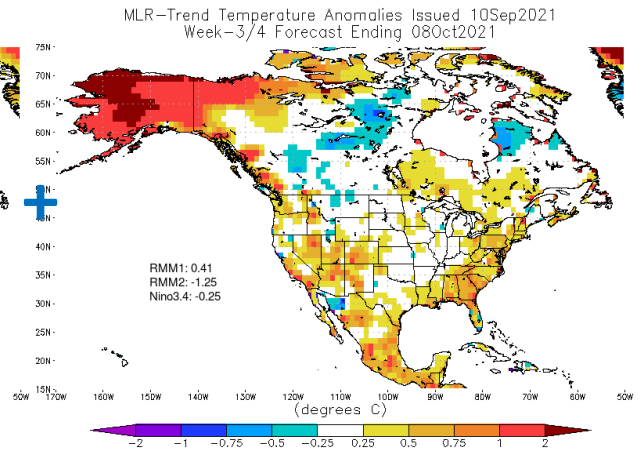 MLR-Trend Temperature Anomalies Issued 10Sep2021
Week-3/4 Forecast Ending 08Oct2021
75N
70N
65N
60N
55N
50N
45N
40N
35N
30N
25N
20N
15N
RMM1: 0.41
RMM2: -1.25
Nino3.4: -0.25
50W 170W 160W 150W 140W 130W 120W 110W 100W 90W 80W 70W 60W 50W
(degrees C)
-2 -1 -0.75 -0.5 -0.25 0.25 0.5 0.75 1 2